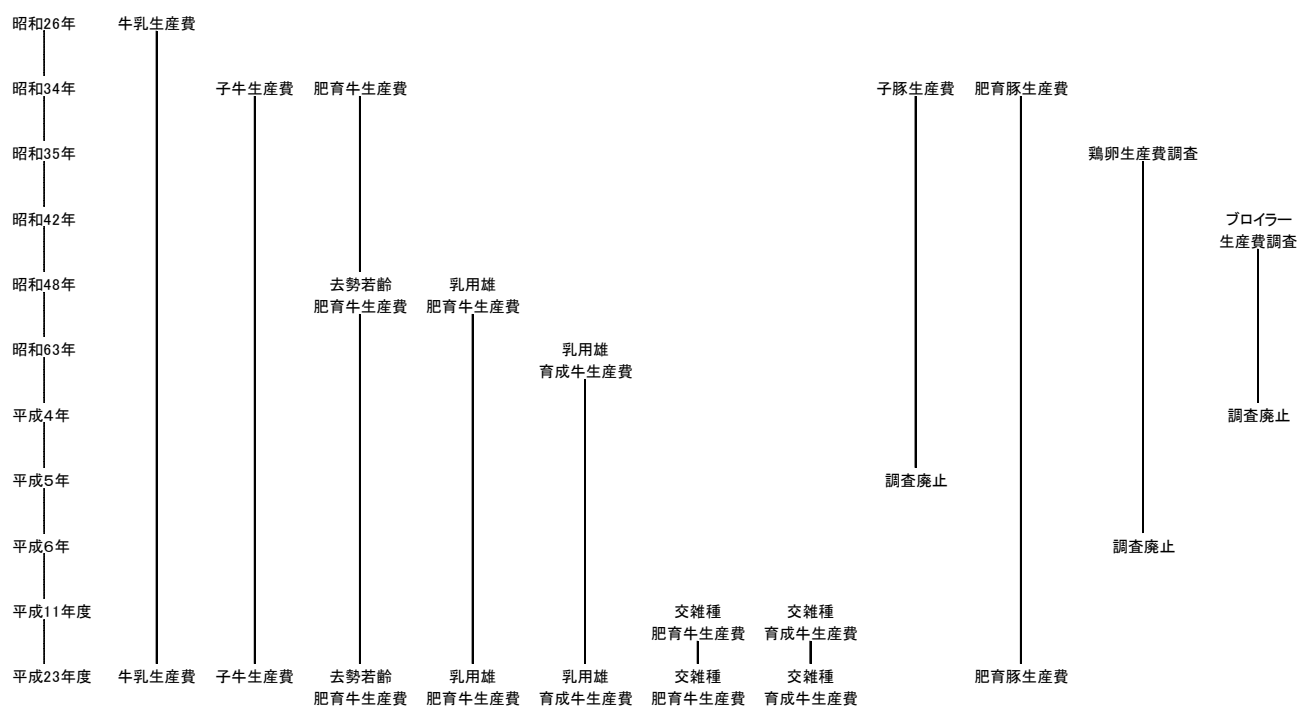 昭和26年 牛乳生産費
昭和34年 子牛生産費 肥育牛生産費 子豚生産費 肥育豚生産費
昭和35年 鶏卵生産費調査
昭和42年 ブロイラー
生産費調査
昭和48年 去勢若齢 乳用雄
肥育牛生産費 肥育牛生産費
昭和63年 乳用雄
育成牛生産費
平成4年 調査廃止
平成5年 調査廃止
平成6年 調査廃止
平成11年度 交雑種 交雑種
肥育牛生産費 育成牛生産費
平成23年度 牛乳生産費 子牛生産費 去勢若齢 乳用雄 乳用雄 交雑種 交雑種 肥育豚生産費
肥育牛生産費 肥育牛生産費 育成牛生産費 肥育牛生産費 育成牛生産費